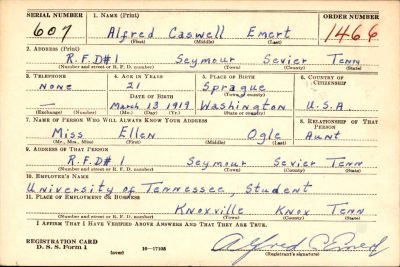 SERIAL NUMBER 1. NAME (Print) ORDER NUMBER
607 Alfred Caswell Emert 1466
(First) (Middle) (Last)
2. ADDRESS (Print)
R.F.D#1 Seymour Sevier Tenn
(Number and street or R. F. D. number) (Town) (County) (State)
3. TELEPHONE 4. AGE IN YEARS 5. PLACE OF BIRTH 6. COUNTRY OF CITIZENSHIP
none 21 Sprague
DATE OF BIRTH (Town or county)
— March 13 1919 Washington U.S.A.
(Exchange) (Number) (Mo.) (Day) (Yr.) (State or country)
7. NAME OF PERSON WHO WILL ALWAYS KNOW YOUR ADDRESS 8. RELATIONSHIP OF THAT PERSON
Miss Ellen Ogle Aunt
(Mr., Mrs., Miss) (First) (Middle) (Last)
9. ADDRESS OF THAT PERSON
R.F.D#1 Seymour Sevier Tenn
(Number and street or R. F. D. number) (Town) (County) (State)
10. EMPLOYER'S NAME
University of Tennessee, Student
11. PLACE OF EMPLOYMENT OR BUSINESS
Knoxville Knox Tenn
(Number and street or R. F. D. number) (Town) (County) (State)
I AFFIRM THAT I HAVE VERIFIED ABOVE ANSWERS AND THAT THEY ARE TRUE.
REGISTRATION CARD
D. S. S. Form 1 (over) 16—17105 Alfred C Emert
(Registrant's signature)